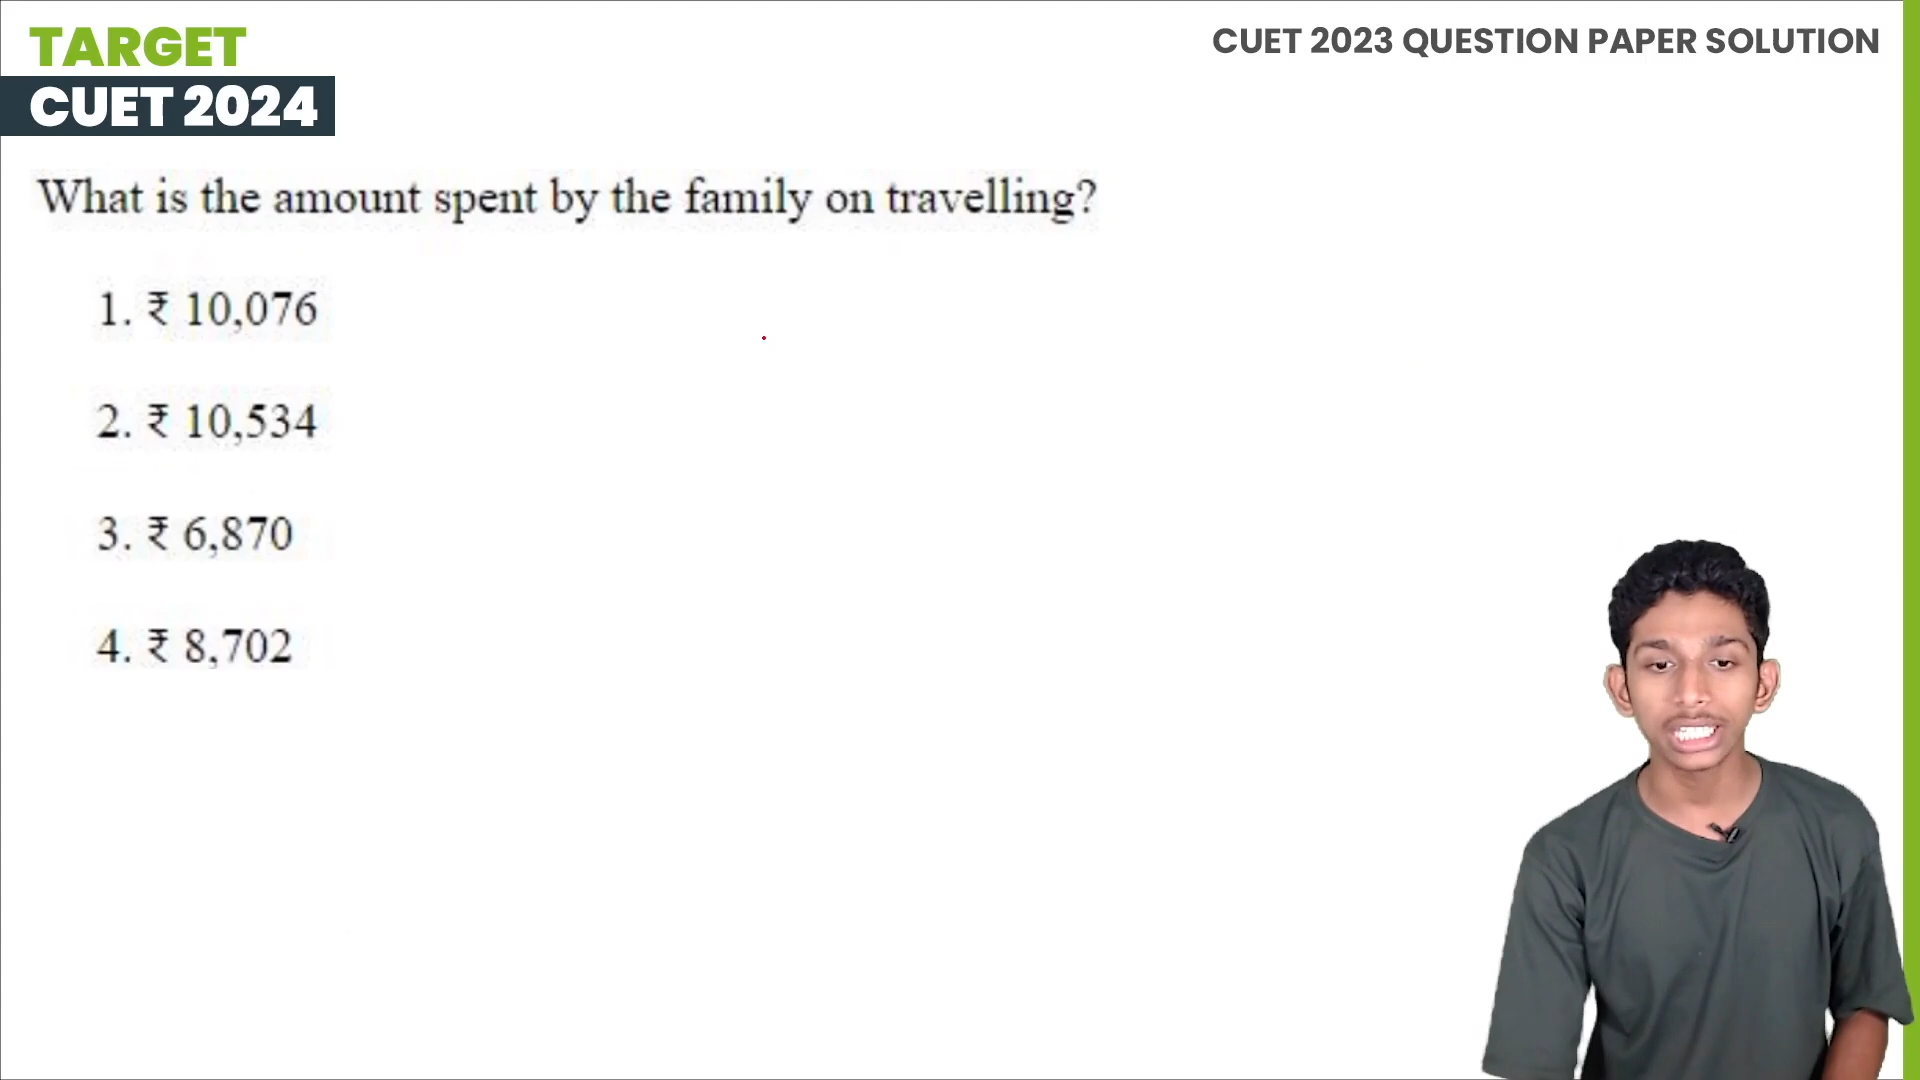 TARGET
CUET 2023 QUESTION PAPER SOLUTION
CUET 2024
What is the amount spent by the family on travelling?
1. ₹ 10,076
2. ₹ 10,534
3. ₹ 6,870
4. ₹ 8,702